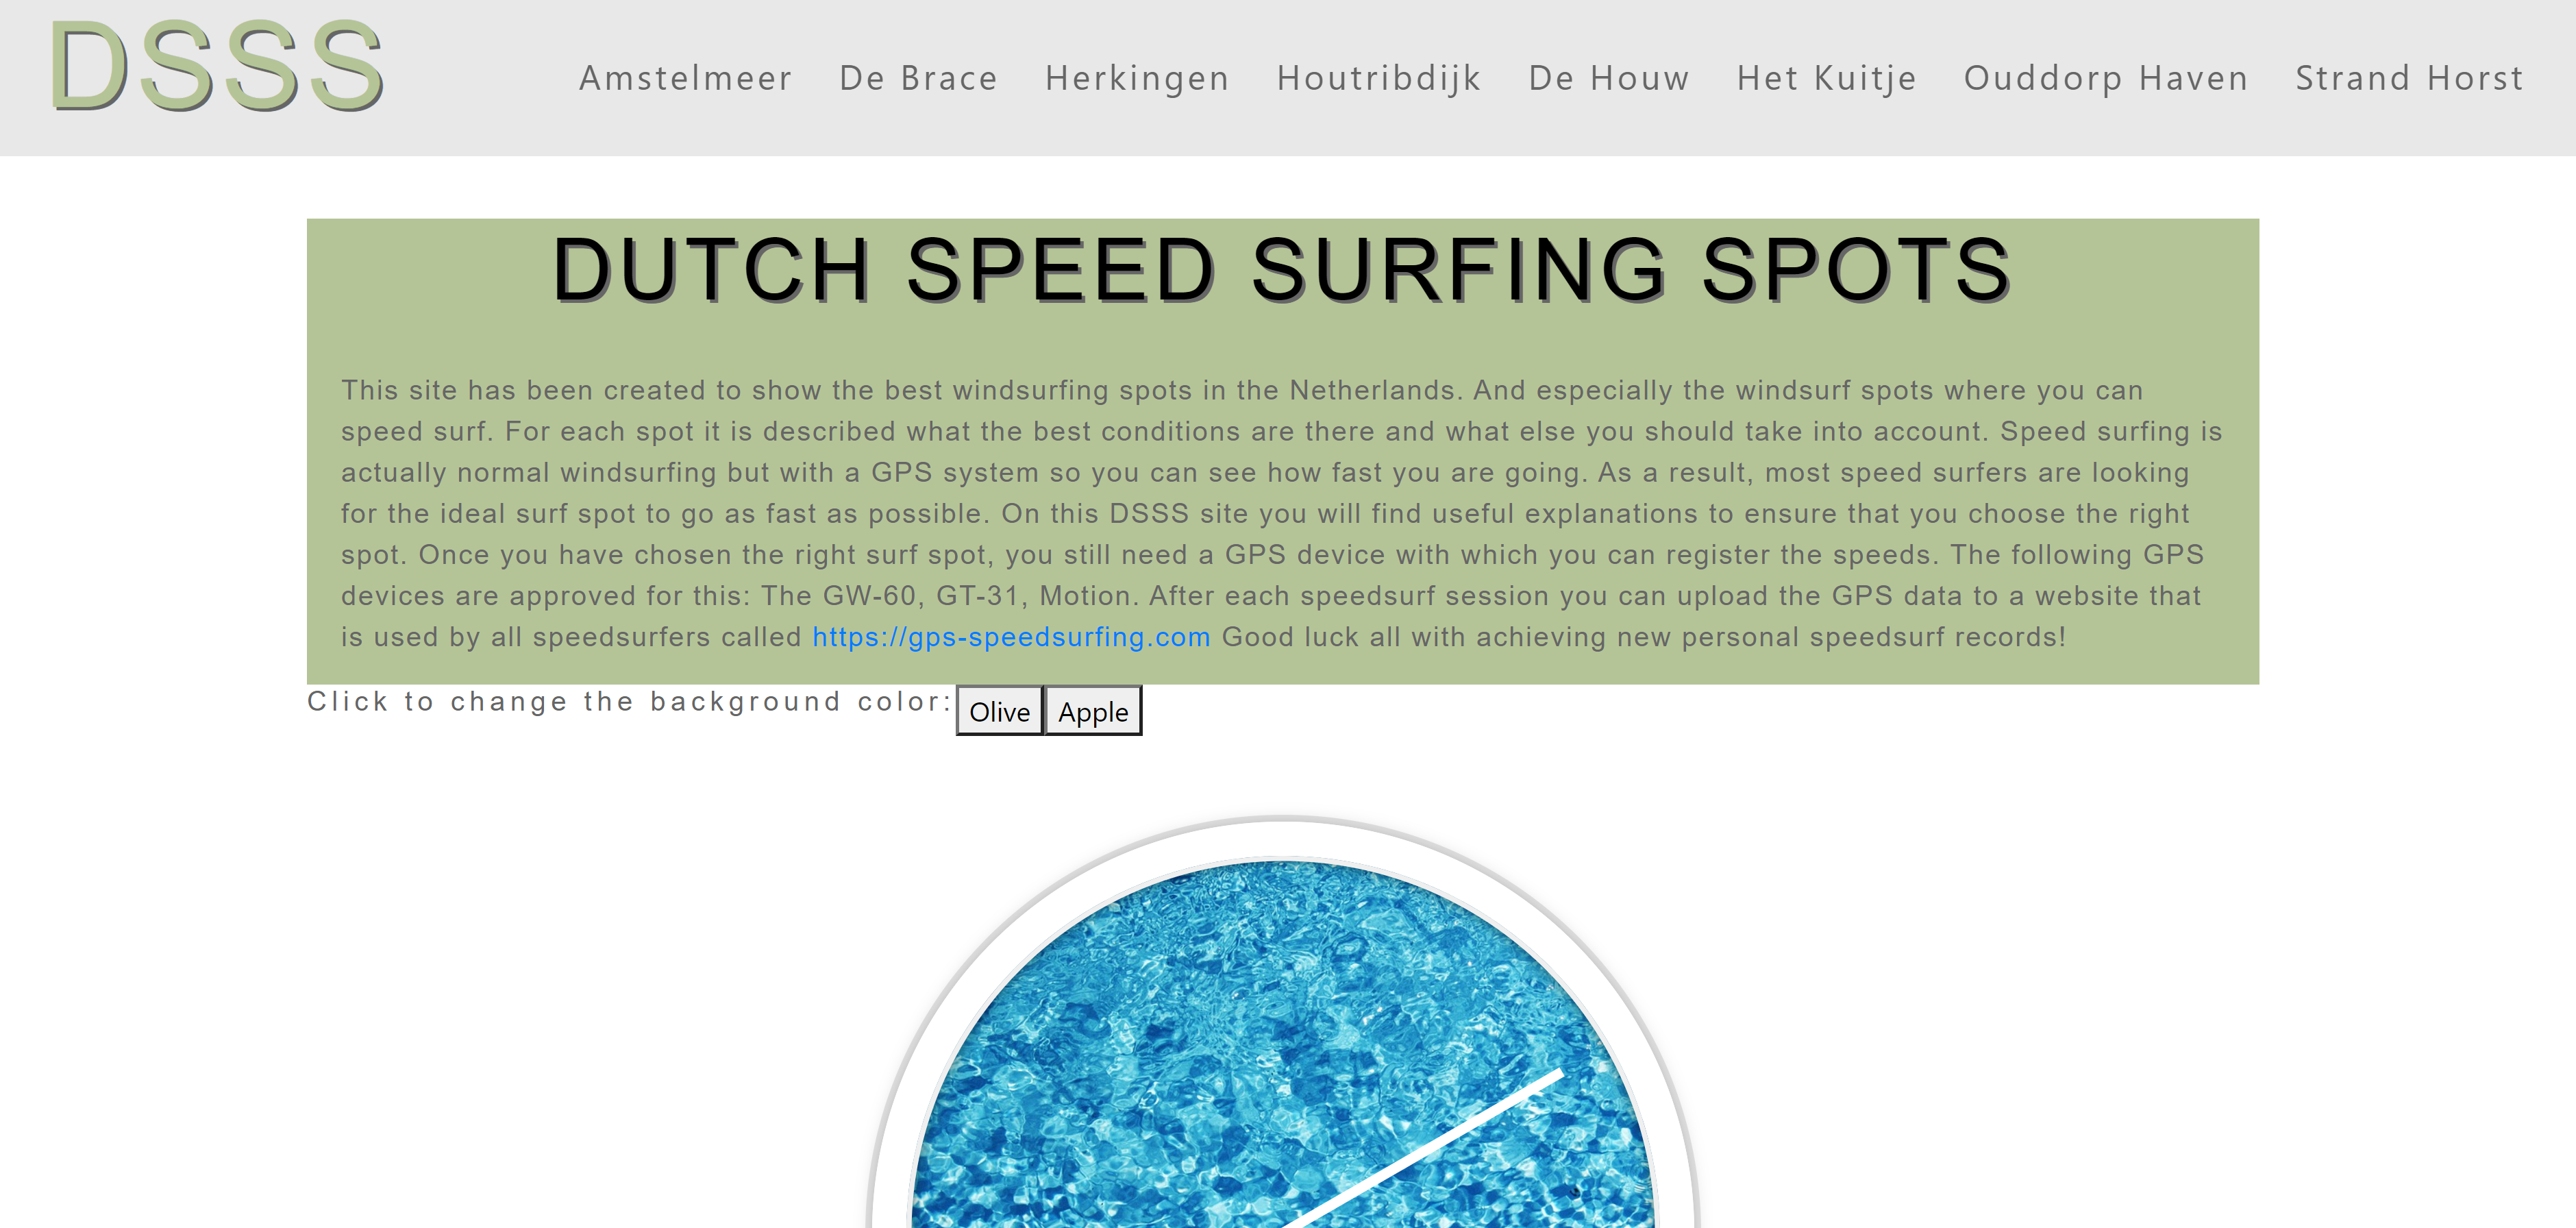 DSSS
Amstelmeer De Brace Herkingen Houtribdijk De Houw Het Kuitje Ouddorp Haven Strand Horst
DUTCH SPEED SURFING SPOTS
This site has been created to show the best windsurfing spots in the Netherlands. And especially the windsurf spots where you can
speed surf. For each spot it is described what the best conditions are there and what else you should take into account. Speed surfing is
actually normal windsurfing but with a GPS system so you can see how fast you are going. As a result, most speed surfers are looking
for the ideal surf spot to go as fast as possible. On this DSSS site you will find useful explanations to ensure that you choose the right
spot. Once you have chosen the right surf spot, you still need a GPS device with which you can register the speeds. The following GPS
devices are approved for this: The GW-60, GT-31, Motion. After each speedsurf session you can upload the GPS data to a website that
is used by all speedsurfers called https://gps-speedsurfing.com Good luck all with achieving new personal speedsurf records!
Click to change the background color: Olive Apple